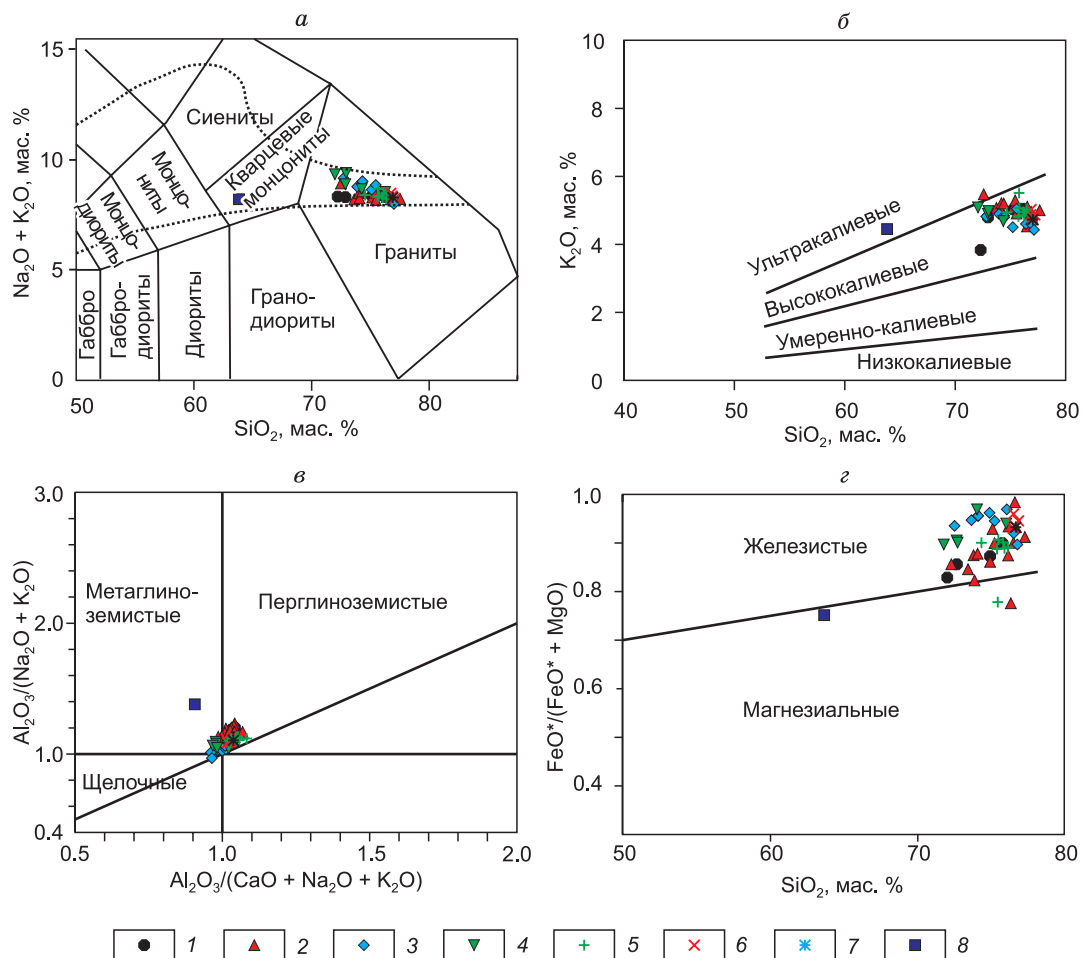 а
Na₂O + K₂O, мас. %
15
10
5
0
Сиениты
Кварцевые
монцониты
Монцо-
ниты
Монцо-
диориты
Габбро
Габбро-
диориты
Диориты
Грано-
диориты
Граниты
50 60 70 80
SiO₂, мас. %
б
K₂O, мас. %
10
8
6
4
2
0
Ультракалиевые
Высококалиевые
Умеренно-калиевые
Низкокалиевые
40 50 60 70 80
SiO₂, мас. %
в
Al₂O₃/(Na₂O + K₂O)
3.0
2.0
1.0
0.4
Метаглино-
земистые
Перглиноземистые
Щелочные
0.5 1.0 1.0 2.0
Al₂O₃/(CaO + Na₂O + K₂O)
г
FeO*/(FeO* + MgO)
1.0
0.8
0.6
0.4
Железистые
Магнезиальные
50 60 70 80
SiO₂, мас. %
1 2 3 4 5 6 7 8